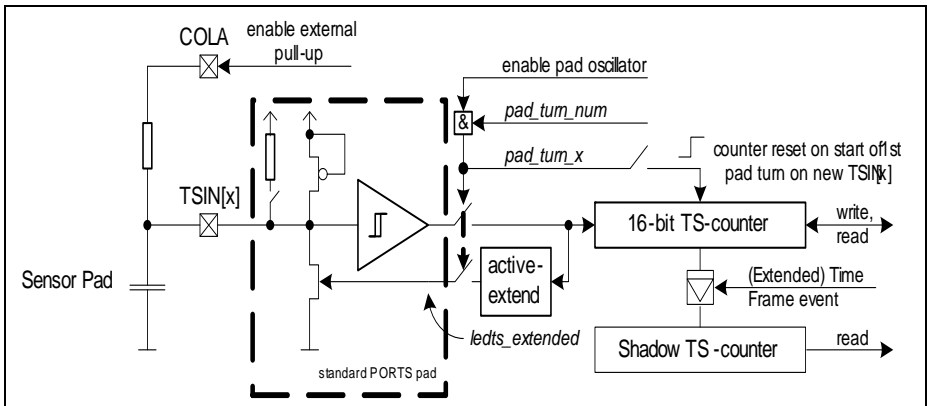 COLA
enable external
pull-up
enable pad oscillator
&
pad_turn_num
pad_turn_x
counter reset on start of1st
pad turn on new TSIN[x]
TSIN[x]
16-bit TS-counter
write,
read
Sensor Pad
active-
extend
(Extended) Time
Frame event
ledts_extended
standard PORTS pad
Shadow TS -counter
read